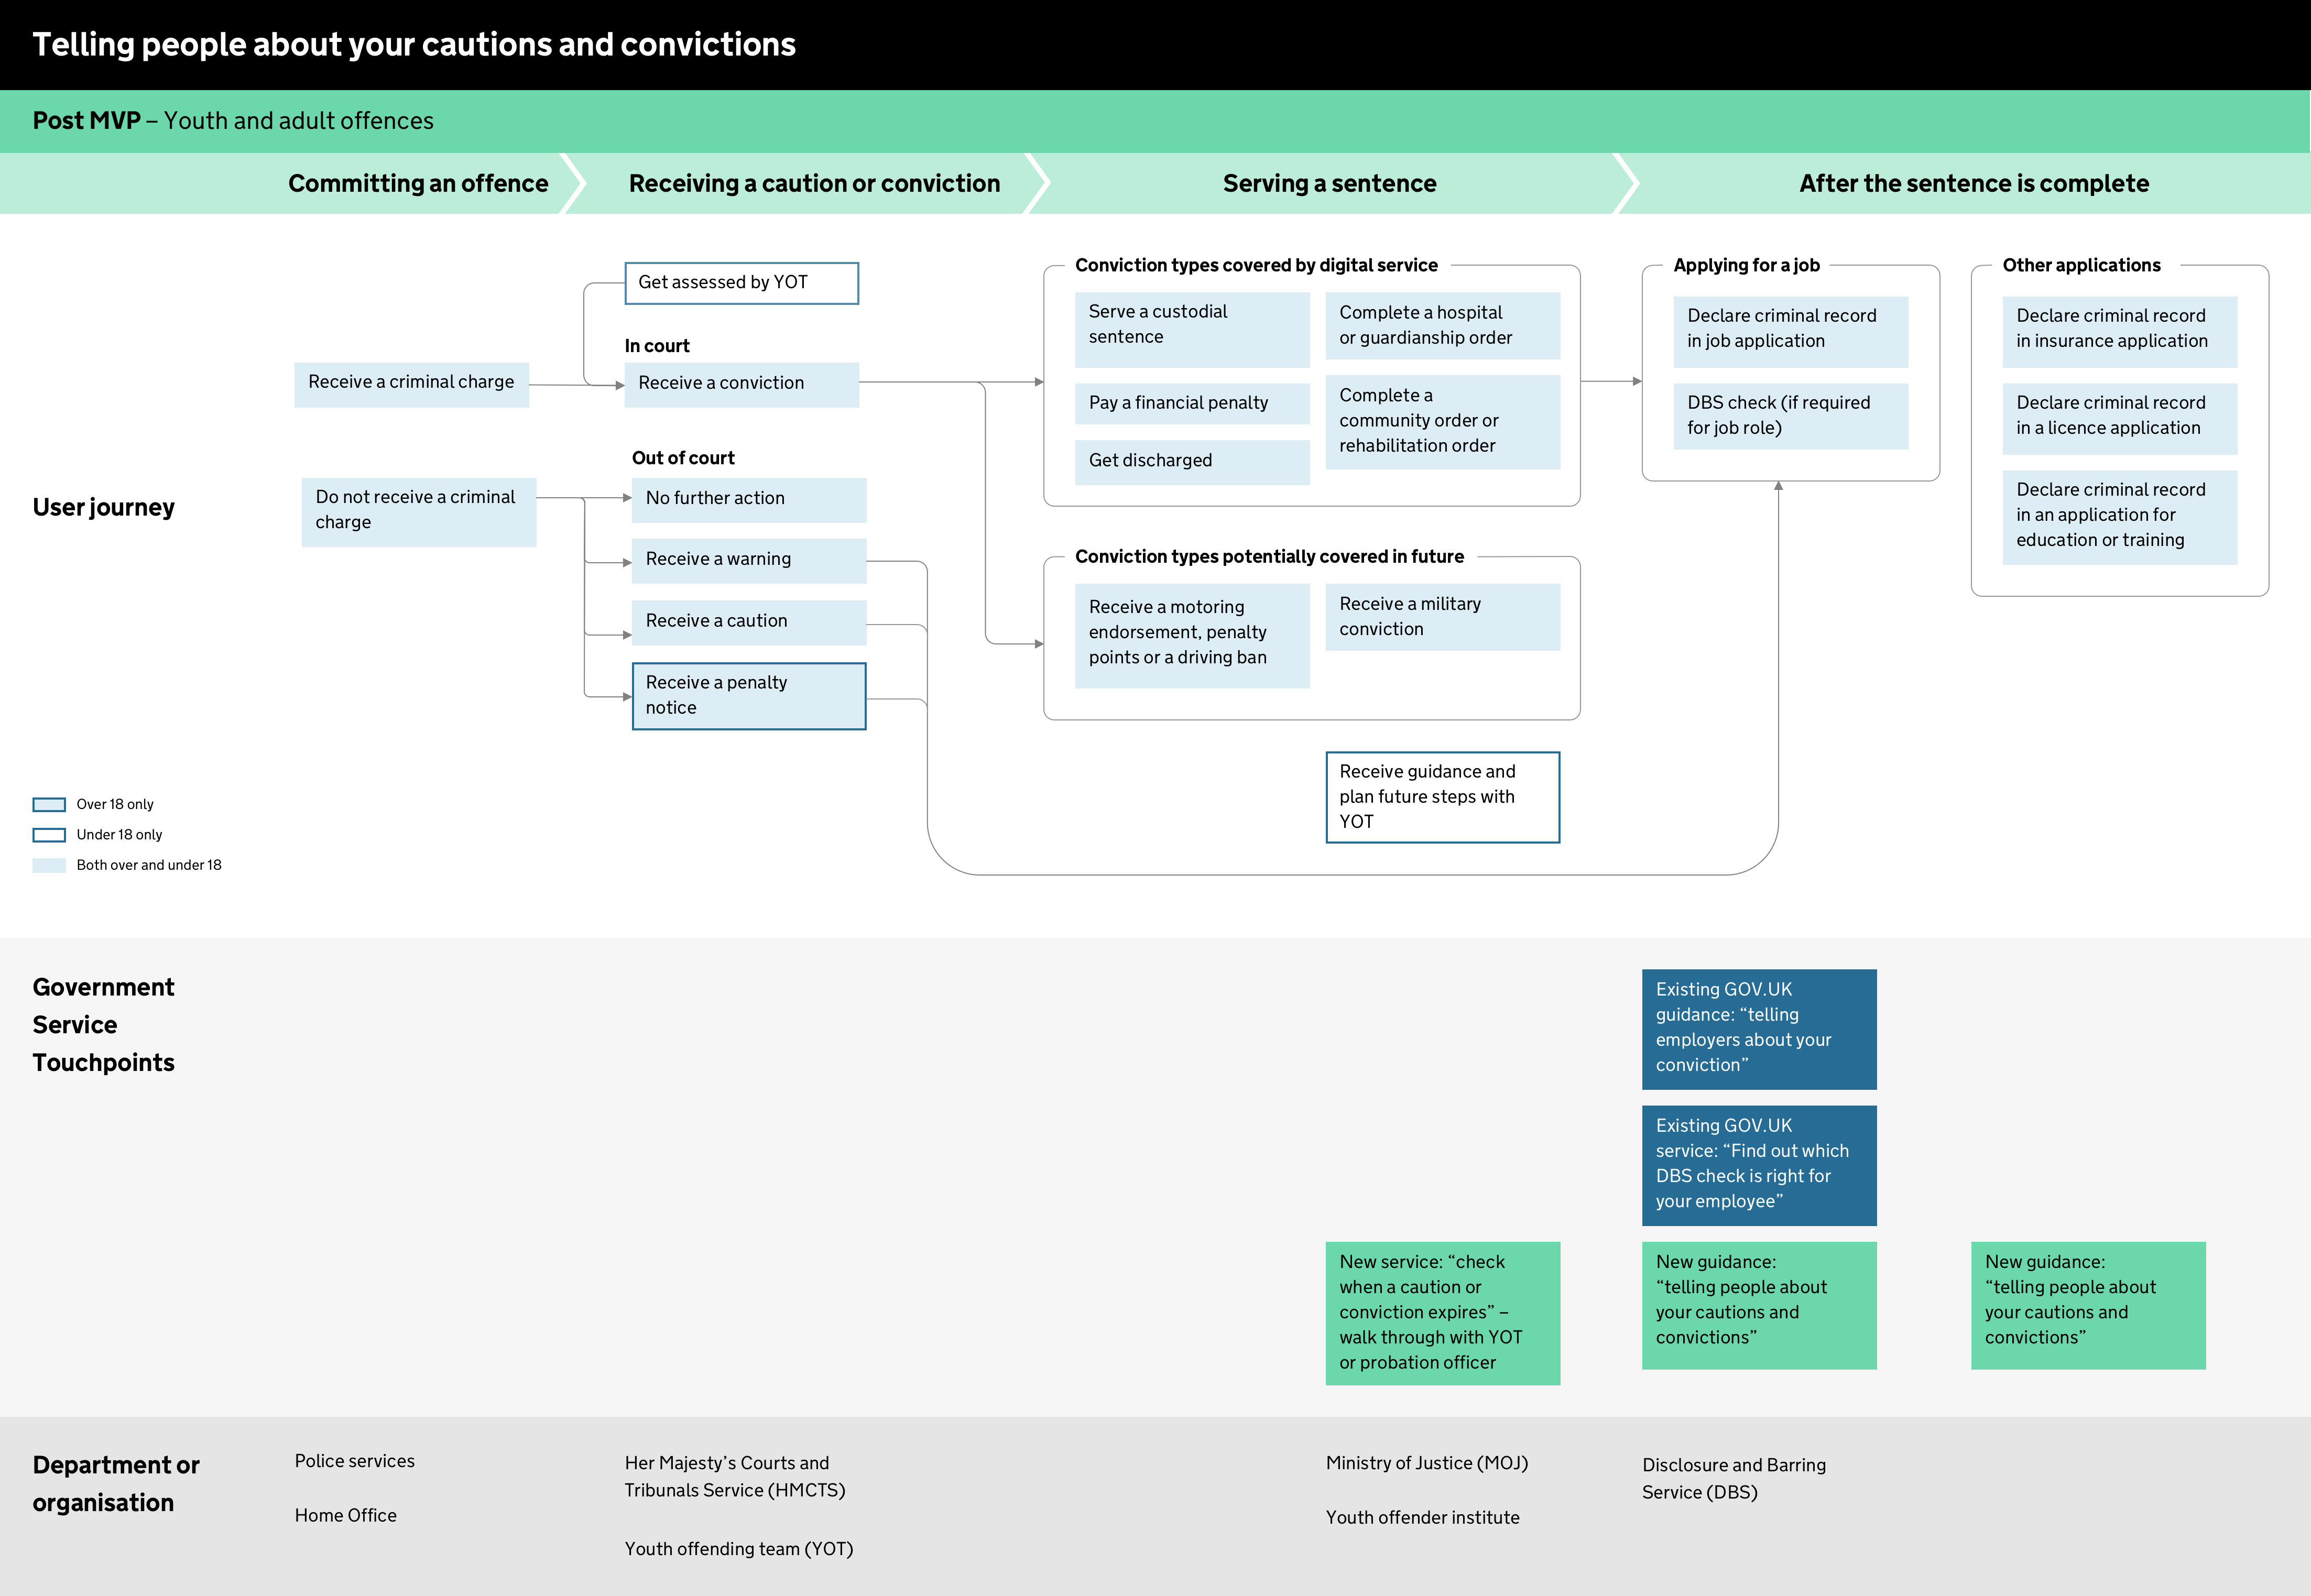 Telling people about your cautions and convictions
Post MVP – Youth and adult offences
Committing an offence
Receiving a caution or conviction
Serving a sentence
After the sentence is complete
User journey
Receive a criminal charge
Do not receive a criminal
charge
Get assessed by YOT
In court
Receive a conviction
Out of court
No further action
Receive a warning
Receive a caution
Receive a penalty
notice
Conviction types covered by digital service
Serve a custodial
sentence
Pay a financial penalty
Get discharged
Complete a hospital
or guardianship order
Complete a
community order or
rehabilitation order
Conviction types potentially covered in future
Receive a motoring
endorsement, penalty
points or a driving ban
Receive a military
conviction
Receive guidance and
plan future steps with
YOT
Applying for a job
Declare criminal record
in job application
DBS check (if required
for job role)
Other applications
Declare criminal record
in insurance application
Declare criminal record
in a licence application
Declare criminal record
in an application for
education or training
Over 18 only
Under 18 only
Both over and under 18
Government
Service
Touchpoints
Existing GOV.UK
guidance: “telling
employers about your
conviction”
Existing GOV.UK
service: “Find out which
DBS check is right for
your employee”
New service: “check
when a caution or
conviction expires” –
walk through with YOT
or probation officer
New guidance:
“telling people about
your cautions and
convictions”
New guidance:
“telling people about
your cautions and
convictions”
Department or
organisation
Police services
Home Office
Her Majesty’s Courts and
Tribunals Service (HMCTS)
Youth offending team (YOT)
Ministry of Justice (MOJ)
Youth offender institute
Disclosure and Barring
Service (DBS)